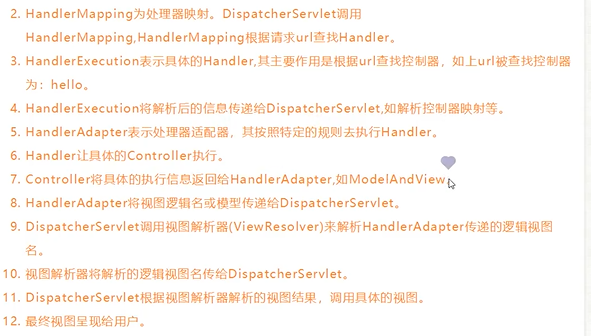 2. HandlerMapping为处理器映射。DispatcherServlet调用
HandlerMapping,HandlerMapping根据请求url查找Handler。
3. HandlerExecution表示具体的Handler,其主要作用是根据url查找控制器，如上url被查找控制器
为：hello。
4. HandlerExecution将解析后的信息传递给DispatcherServlet,如解析控制器映射等。
5. HandlerAdapter表示处理器适配器，其按照特定的规则去执行Handler。
6. Handler让具体的Controller执行。
7. Controller将具体的执行信息返回给HandlerAdapter,如ModelAndView
8. HandlerAdapter将视图逻辑名或模型传递给DispatcherServlet。
9. DispatcherServlet调用视图解析器(ViewResolver)来解析HandlerAdapter传递的逻辑视图
名。
10. 视图解析器将解析的逻辑视图名传给DispatcherServlet。
11. DispatcherServlet根据视图解析器解析的视图结果，调用具体的视图。
12. 最终视图呈现给用户。